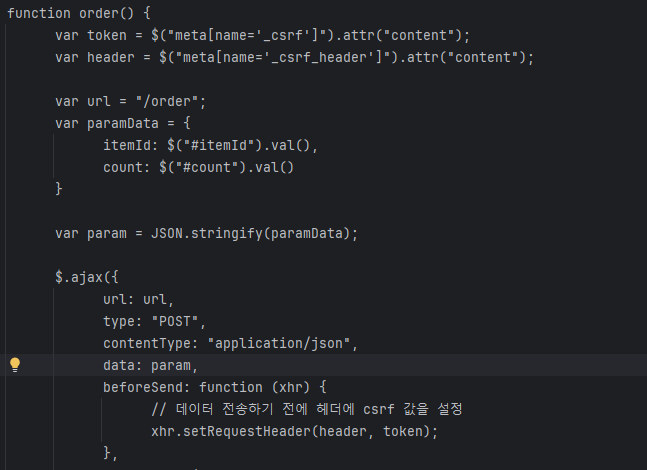 function order() {
var token = $("meta[name='_csrf']").attr("content");
var header = $("meta[name='_csrf_header']").attr("content");
var url = "/order";
var paramData = {
itemId: $("#itemId").val(),
count: $("#count").val()
}
var param = JSON.stringify(paramData);
$.ajax({
url: url,
type: "POST",
contentType: "application/json",
data: param,
beforeSend: function (xhr) {
// 데이터 전송하기 전에 헤더에 csrf 값을 설정
xhr.setRequestHeader(header, token);
},